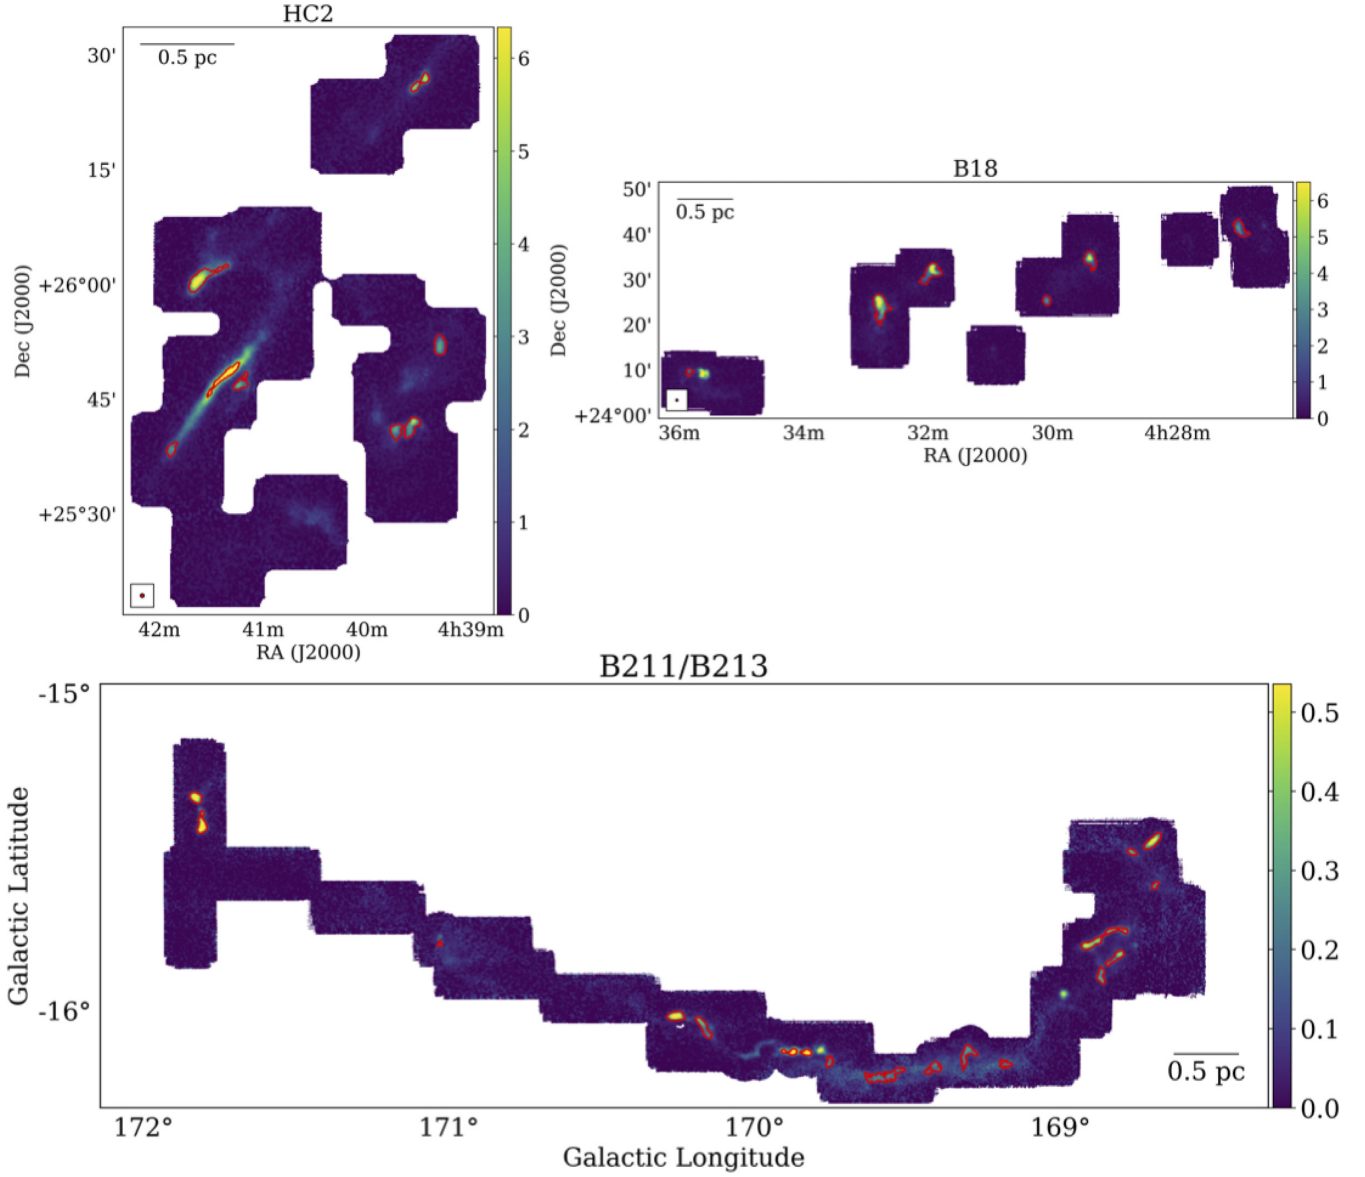 HC2
0.5 pc
30'
15'
+26°00'
45'
+25°30'
Dec (J2000)
42m
41m
40m
4h39m
RA (J2000)
6
5
4
3
2
1
0
B18
0.5 pc
50'
40'
30'
20'
10'
+24°00'
Dec (J2000)
36m
34m
32m
30m
4h28m
RA (J2000)
6
5
4
3
2
1
0
B211/B213
-15°
-16°
Galactic Latitude
0.5 pc
172°
171°
170°
169°
Galactic Longitude
0.5
0.4
0.3
0.2
0.1
0.0